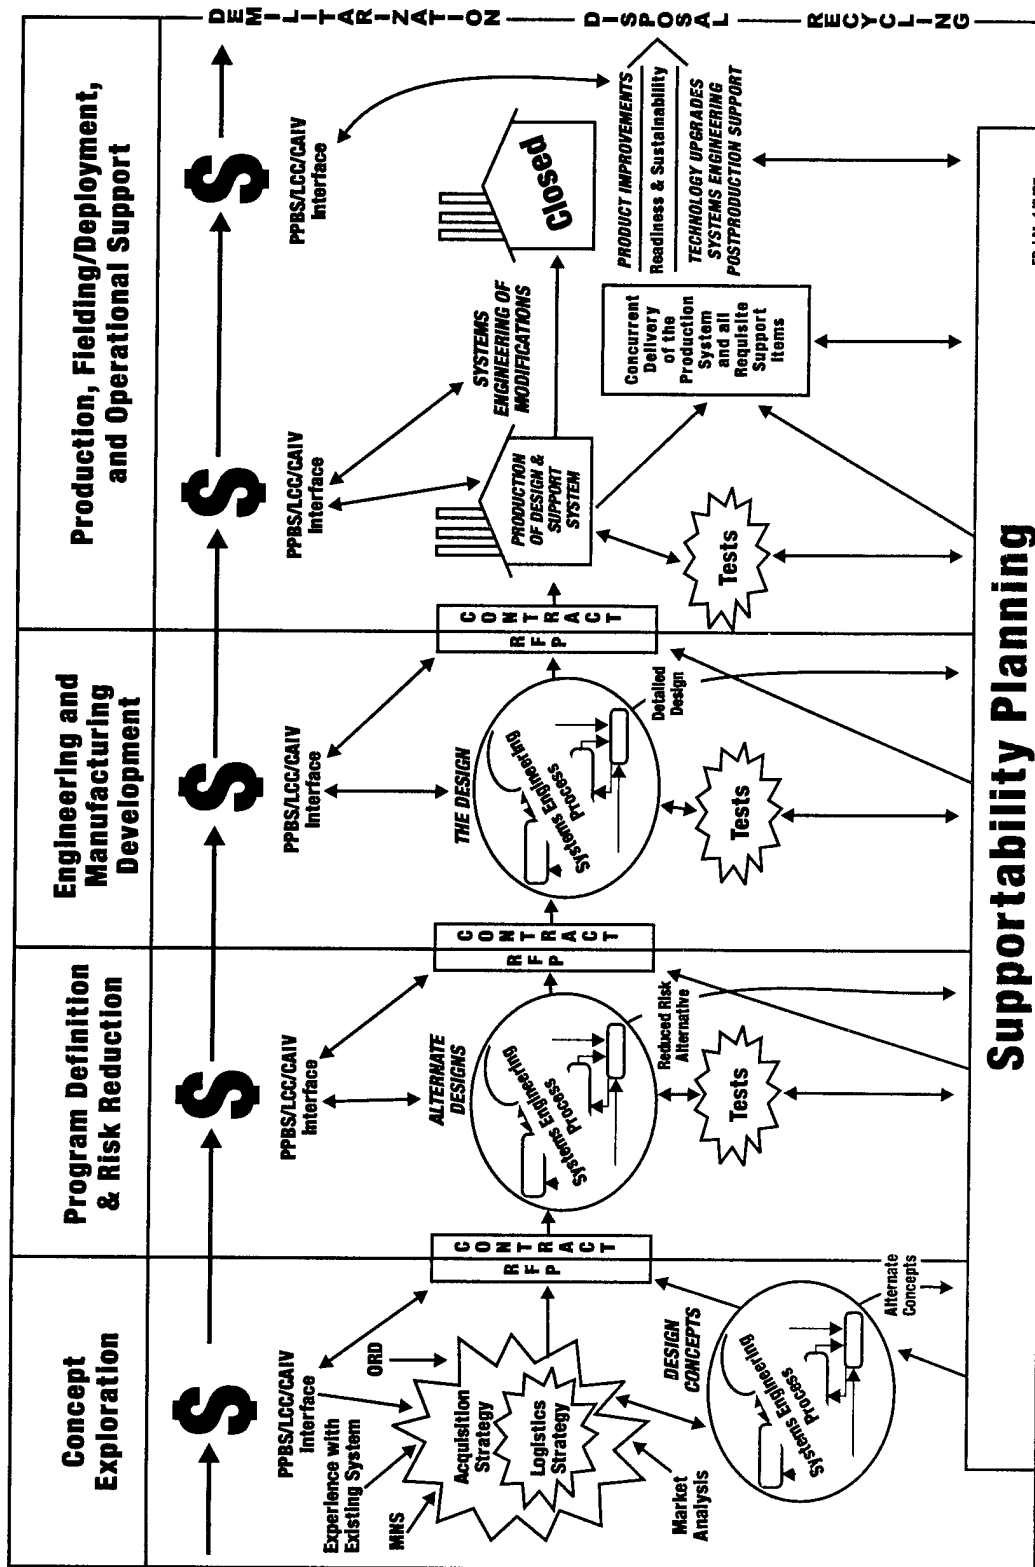 Concept
Exploration
Program Definition
& Risk Reduction
Engineering and
Manufacturing
Development
Production, Fielding/Deployment,
and Operational Support
$
$
$
$
$
PPBS/LCC/CAIV
Interface
PPBS/LCC/CAIV
Interface
PPBS/LCC/CAIV
Interface
PPBS/LCC/CAIV
Interface
PPBS/LCC/CAIV
Interface
Experience with
Existing System
MNS
ORD
Acquisition
Strategy
Logistics
Strategy
Market
Analysis
DESIGN
CONCEPTS
Systems Engineering
Process
Alternate
Concepts
RFP
CONTRACT
ALTERNATE
DESIGNS
Systems Engineering
Process
Reduced Risk
Alternative
Tests
RFP
CONTRACT
THE DESIGN
Systems Engineering
Process
Detailed
Design
Tests
RFP
CONTRACT
PRODUCTION
OF DESIGN &
SUPPORT
SYSTEM
Tests
SYSTEMS
ENGINEERING OF
MODIFICATIONS
Closed
Concurrent
Delivery
of the
Production
System
and all
Requisite
Support
Items
PRODUCT IMPROVEMENTS
Readiness & Sustainability
TECHNOLOGY UPGRADES
SYSTEMS ENGINEERING
POSTPRODUCTION SUPPORT
DEMILITARIZATION
DISPOSAL
RECYCLING
Supportability Planning